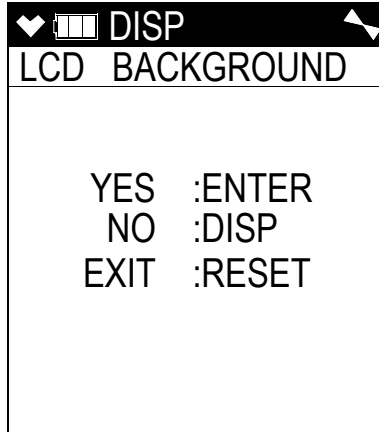 DISP
LCD BACKGROUND
YES :ENTER
NO :DISP
EXIT :RESET